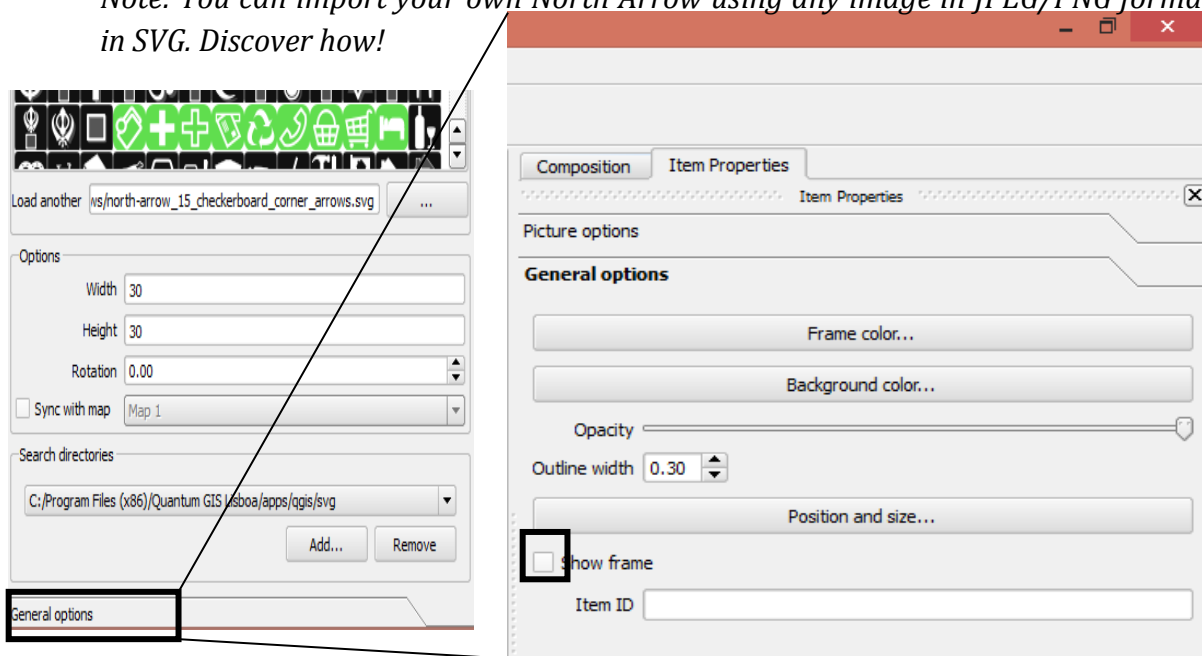 Note: You can import your own North Arrow using any image in JPEG/PNG
in SVG. Discover how!
Load another ws/north-arrow_15_checkerboard_corner_arrows.svg ...
Options
Width 30
Height 30
Rotation 0.00
Sync with map Map 1
Search directories
C:/Program Files (x86)/Quantum GIS Lisboa/apps/qgis/svg
Add... Remove
General options
Composition Item Properties
Item Properties
Picture options
General options
Frame color...
Background color...
Opacity
Outline width 0.30
Position and size...
Show frame
Item ID